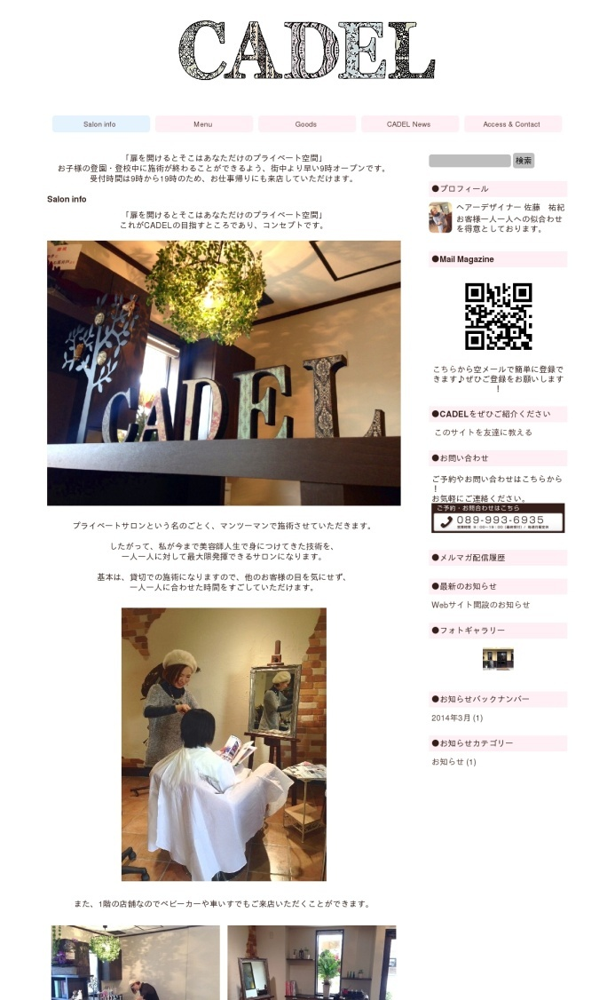 CADEL
Salon info
Menu
Goods
CADEL News
Access & Contact
「扉を開けるとそこはあなただけのプライベート空間」
お子様の登園・登校中に施術が終わることができるよう、街中より早い9時オープンです。
受付時間は9時から19時のため、お仕事帰りにも来店していただけます。
Salon info
「扉を開けるとそこはあなただけのプライベート空間」
これがCADELの目指すところであり、コンセプトです。
CADEL
プライベートサロンという名のごとく、マンツーマンで施術させていただきます。
したがって、私が今まで美容師人生で身につけてきた技術を、
一人一人に対して最大限発揮できるサロンになります。
基本は、貸切での施術になりますので、他のお客様の目を気にせず、
一人一人に合わせた時間をすごしていただけます。
また、1階の店舗なのでベビーカーや車いすでもご来店いただくことができます。
検索
●プロフィール
ヘアーデザイナー 佐藤　祐紀
お客様一人一人への似合わせ
を得意としております。
●Mail Magazine
こちらから空メールで簡単に登録で
きます♪ぜひご登録をお願いします
！
●CADELをぜひご紹介ください
このサイトを友達に教える
●お問い合わせ
ご予約やお問い合わせはこちらから
！
お気軽にご連絡ください。
ご予約・お問合わせはこちら
089-993-6935
●メルマガ配信履歴
●最新のお知らせ
Webサイト開設のお知らせ
●フォトギャラリー
●お知らせバックナンバー
2014年3月 (1)
●お知らせカテゴリー
お知らせ (1)